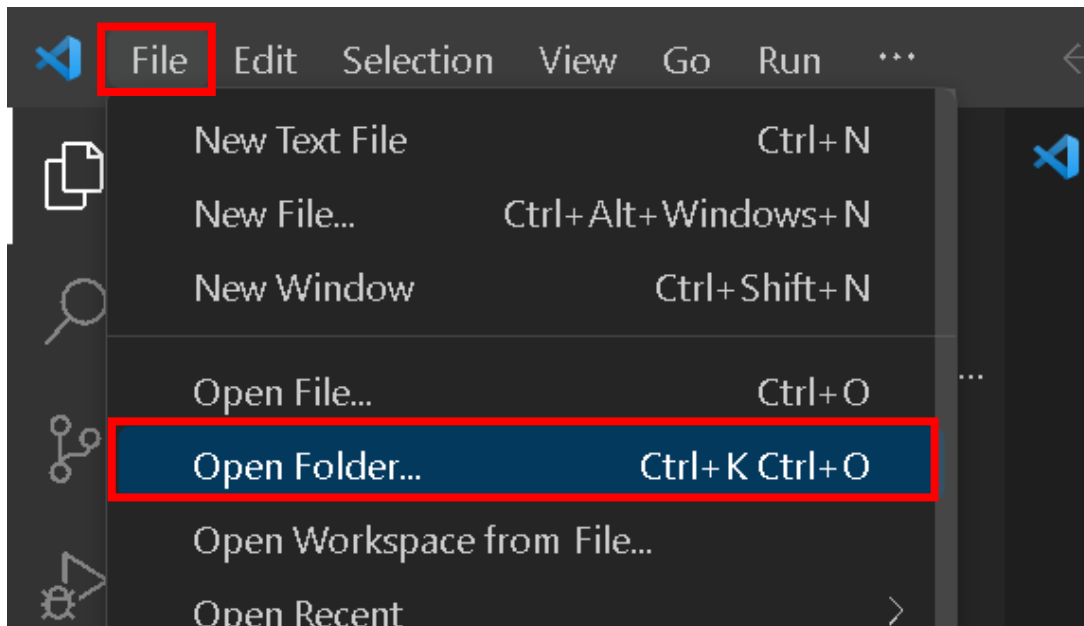 File Edit Selection View Go Run ...
New Text File Ctrl+N
New File... Ctrl+Alt+Windows+N
New Window Ctrl+Shift+N
Open File... Ctrl+O
Open Folder... Ctrl+K Ctrl+O
Open Workspace from File...
Open Recent